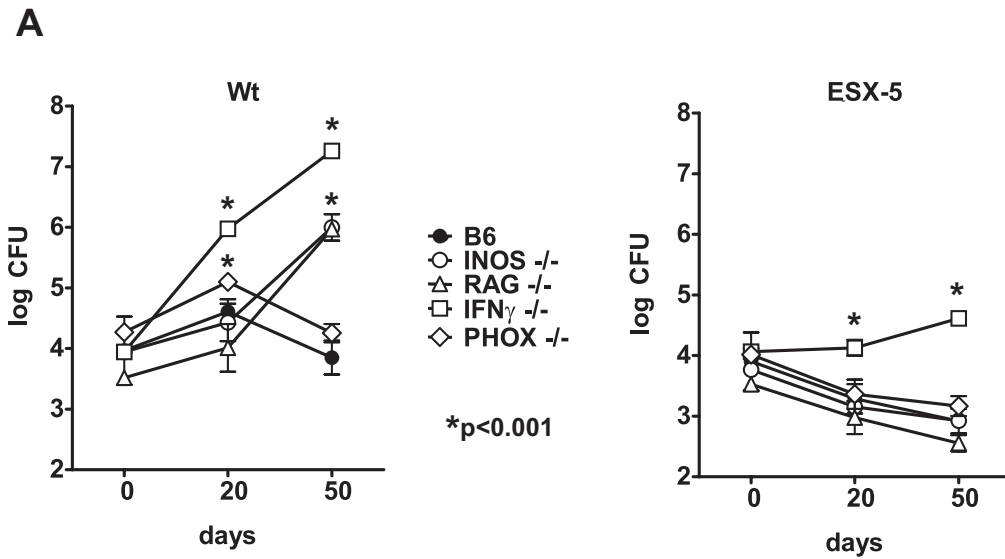 A
Wt
8
7
6
5
4
3
2
log CFU
0 20 50
days
* * * *
B6
INOS -/-
RAG -/-
IFNγ -/-
PHOX -/-
*p<0.001
ESX-5
8
7
6
5
4
3
2
log CFU
0 20 50
days
* *